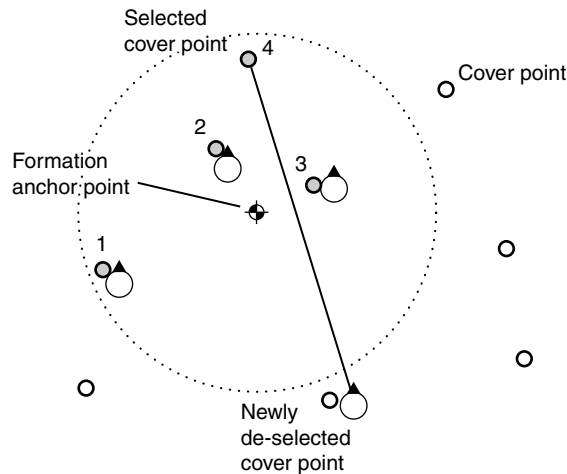 Selected
cover point
4
Cover point
2
Formation
anchor point
3
1
Newly
de-selected
cover point